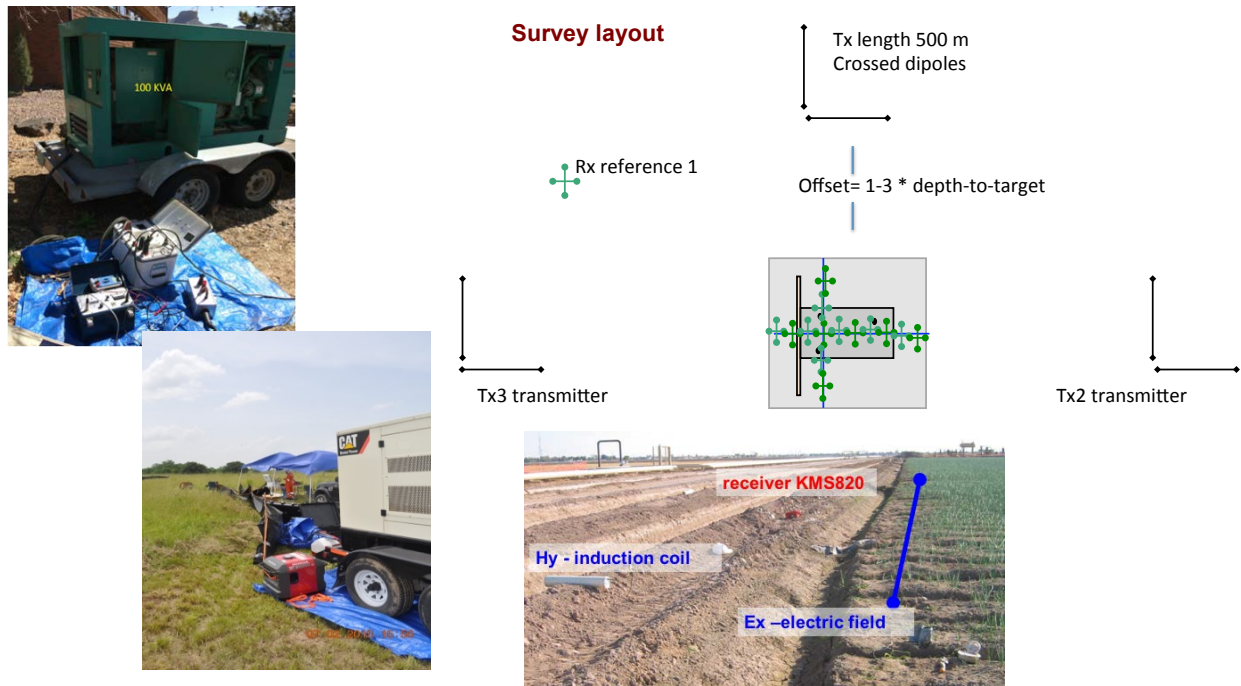 Survey layout
Tx length 500 m
Crossed dipoles
100 KVA
Rx reference 1
Offset= 1-3 * depth-to-target
Tx3 transmitter
Tx2 transmitter
CAT
receiver KMS820
Hy - induction coil
Ex –electric field